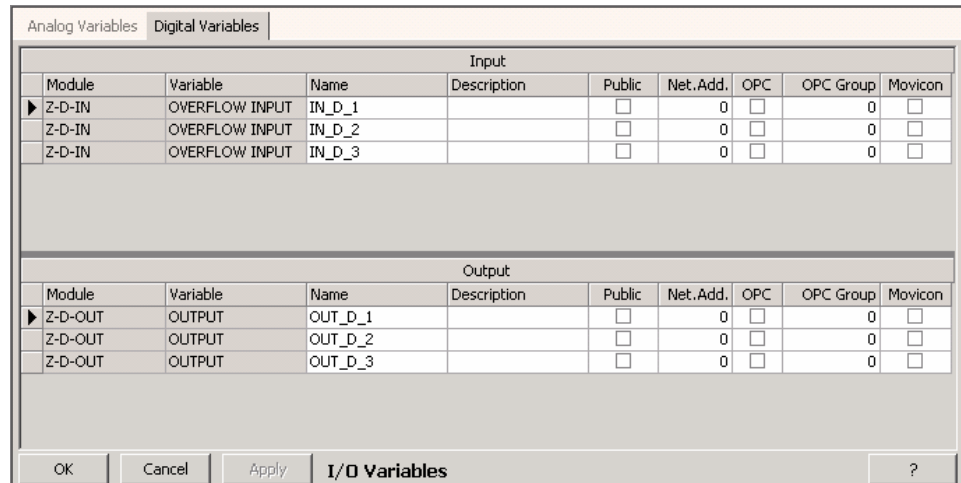 Analog Variables Digital Variables
Input
Module Variable Name Description Public Net.Add. OPC OPC Group Movicon
Z-D-IN OVERFLOW INPUT IN_D_1 0 0
Z-D-IN OVERFLOW INPUT IN_D_2 0 0
Z-D-IN OVERFLOW INPUT IN_D_3 0 0
Output
Module Variable Name Description Public Net.Add. OPC OPC Group Movicon
Z-D-OUT OUTPUT OUT_D_1 0 0
Z-D-OUT OUTPUT OUT_D_2 0 0
Z-D-OUT OUTPUT OUT_D_3 0 0
OK Cancel Apply I/O Variables ?